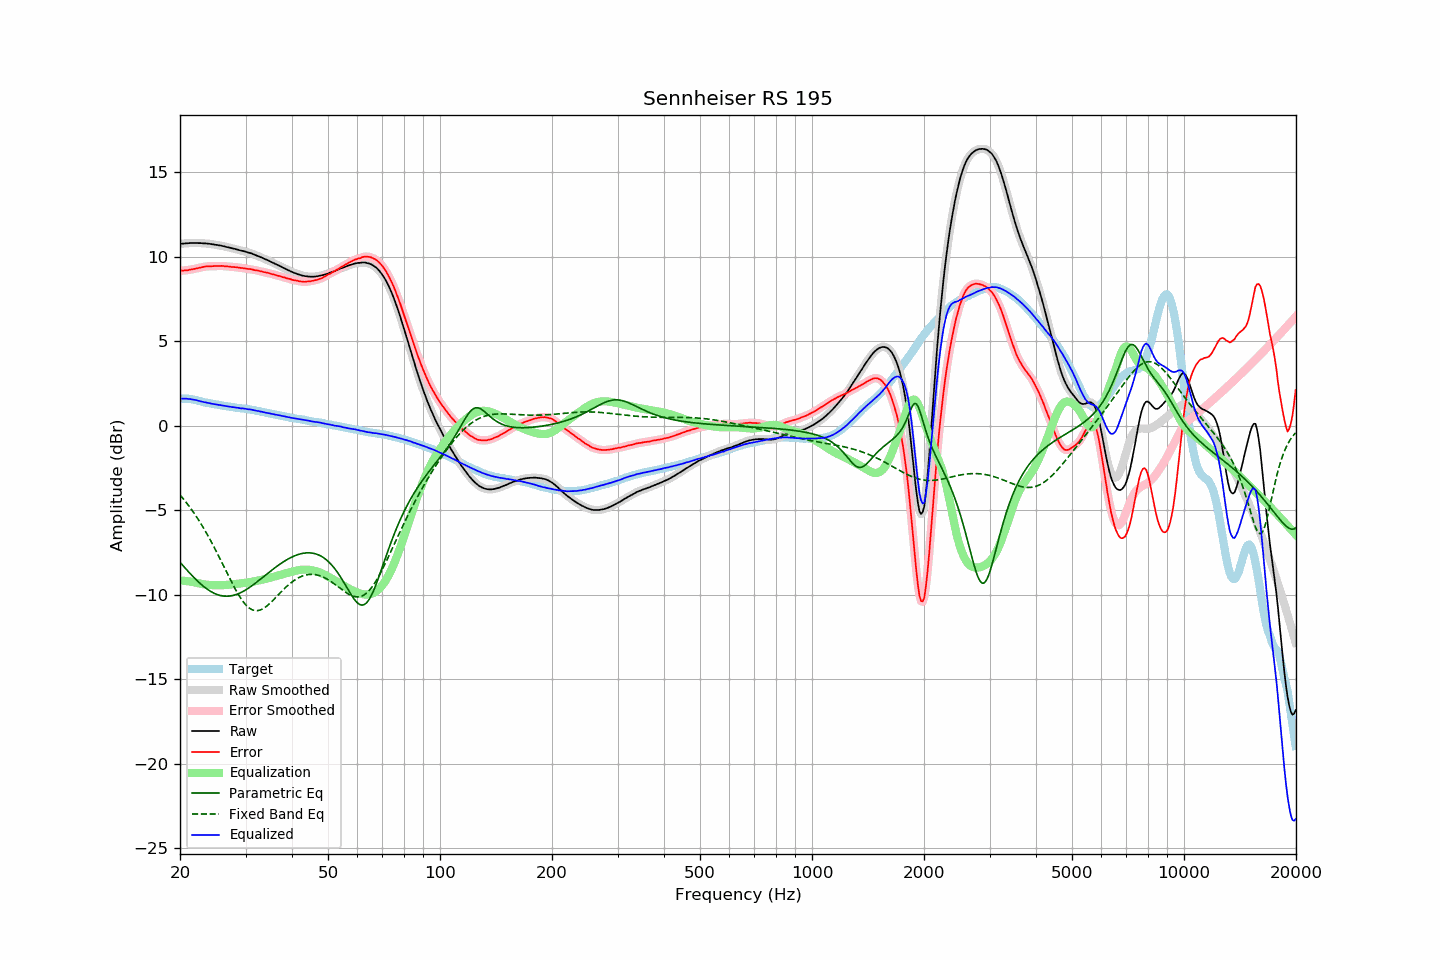 Sennheiser RS 195
Amplitude (dBr)
15
10
5
0
−5
−10
−15
−20
−25
Target
Raw Smoothed
Error Smoothed
Raw
Error
Equalization
Parametric Eq
Fixed Band Eq
Equalized
20 50 100 200 500 1000 2000 5000 10000 20000
Frequency (Hz)